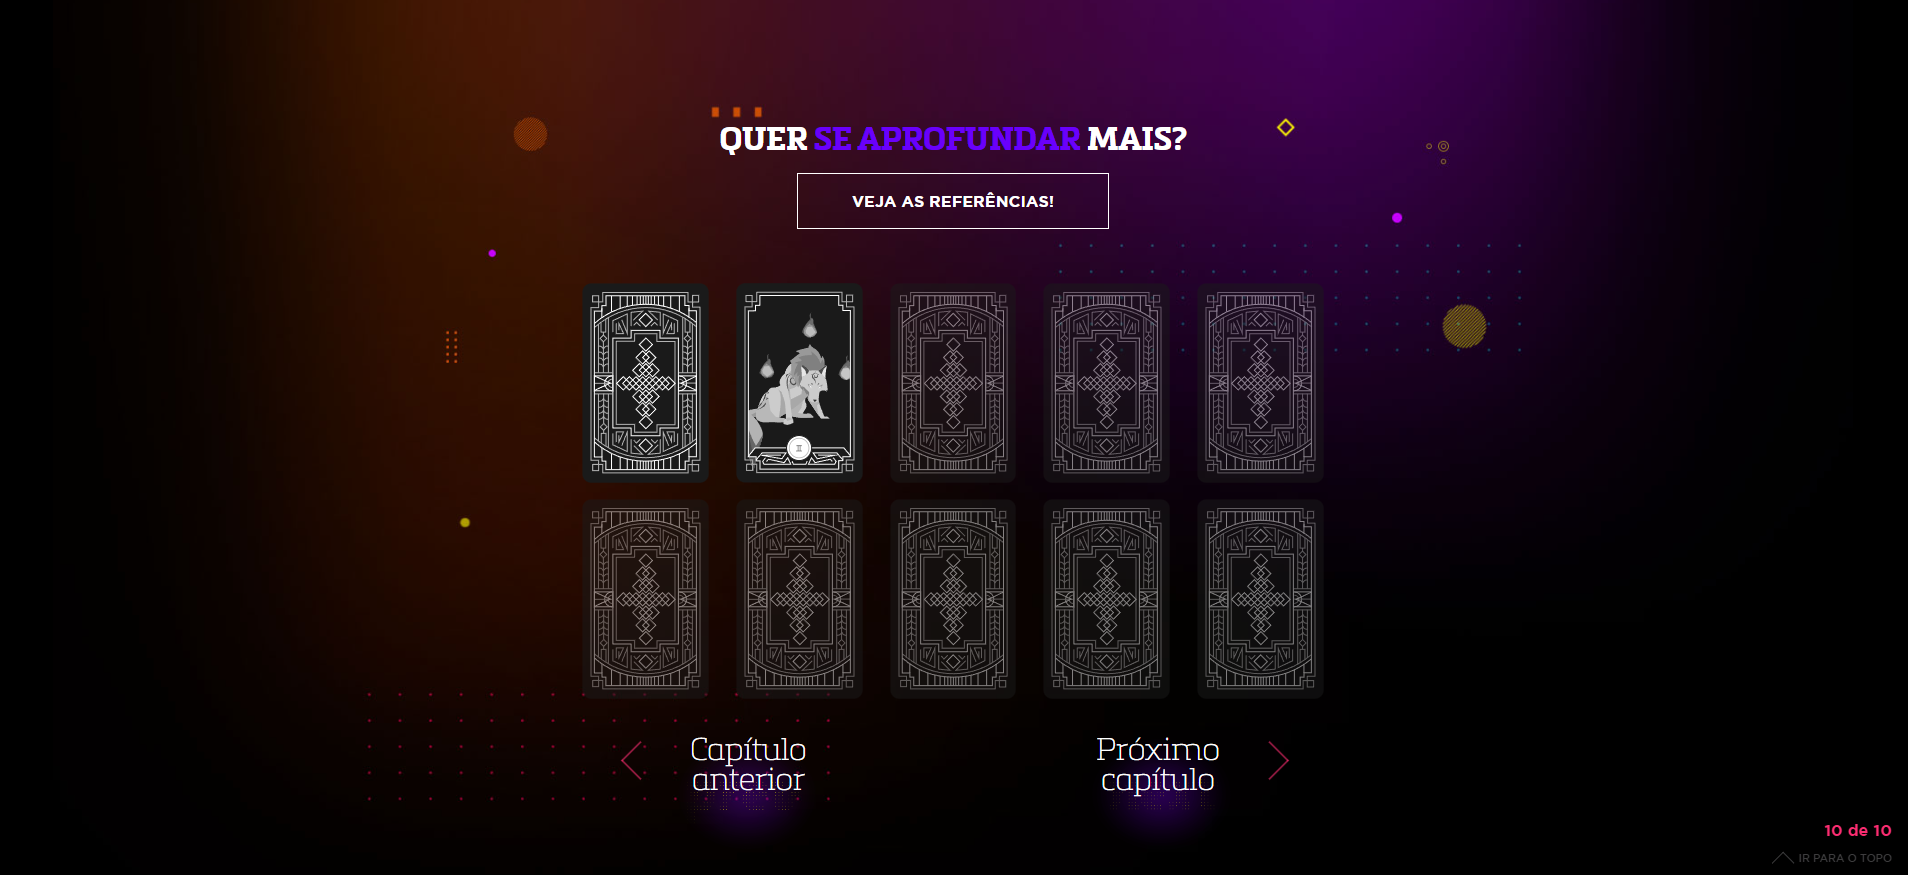 QUER SE APROFUNDAR MAIS?
VEJA AS REFERÊNCIAS!
Capítulo
anterior
Próximo
capítulo
10 de 10
IR PARA O TOPO